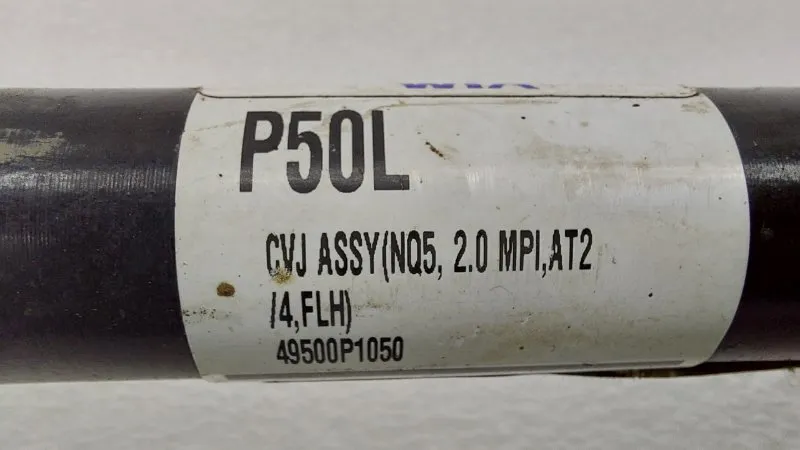 P50L
CVJ ASSY(NQ5, 2.0 MPI,AT2
/4,FLH)
49500P1050